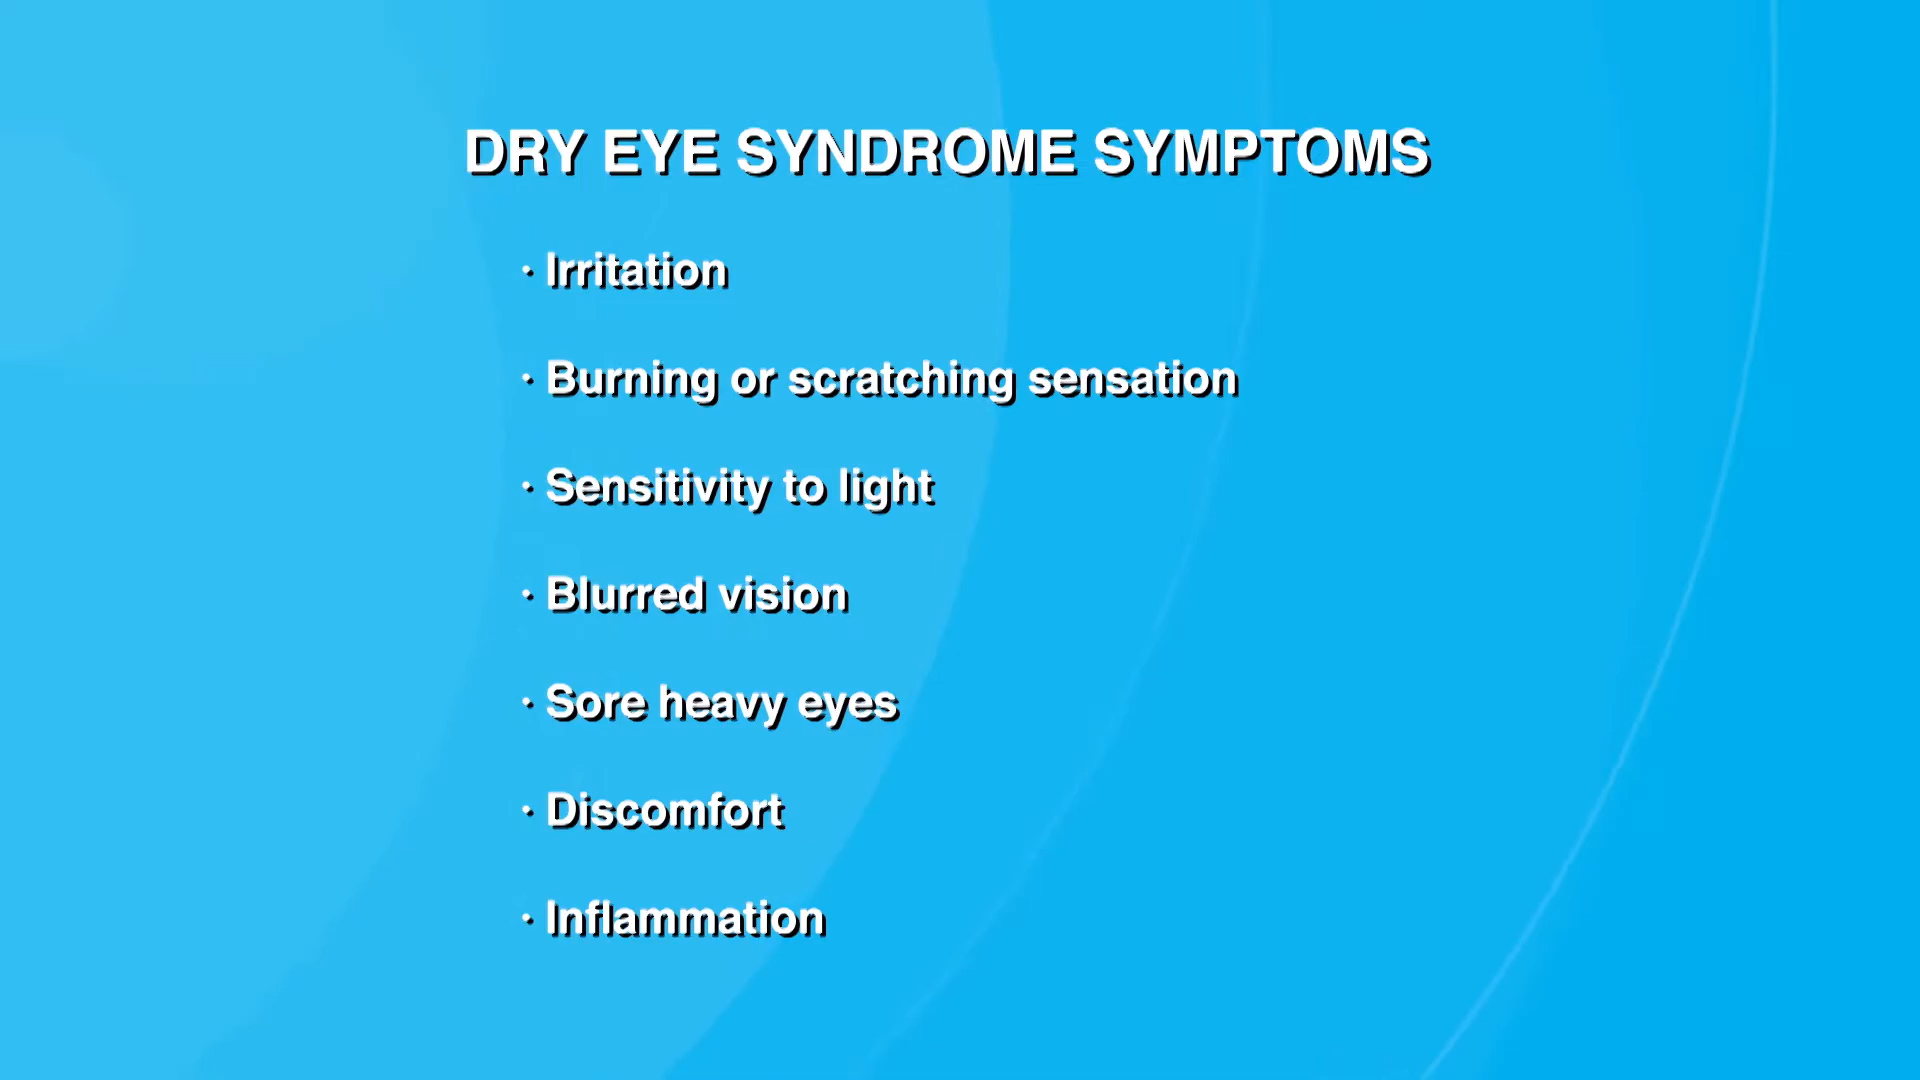 DRY EYE SYNDROME SYMPTOMS
· Irritation
· Burning or scratching sensation
· Sensitivity to light
· Blurred vision
· Sore heavy eyes
· Discomfort
· Inflammation